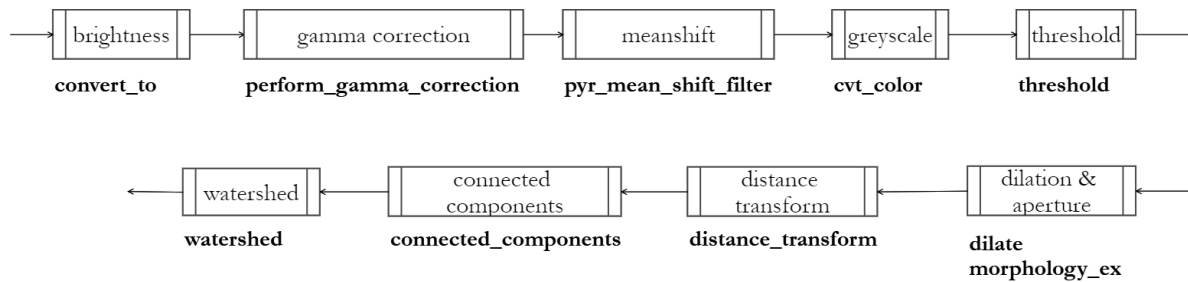 brightness
gamma correction
meanshift
greyscale
threshold
convert_to
perform_gamma_correction
pyr_mean_shift_filter
cvt_color
threshold
watershed
connected
components
distance
transform
dilation &
aperture
watershed
connected_components
distance_transform
dilate
morphology_ex